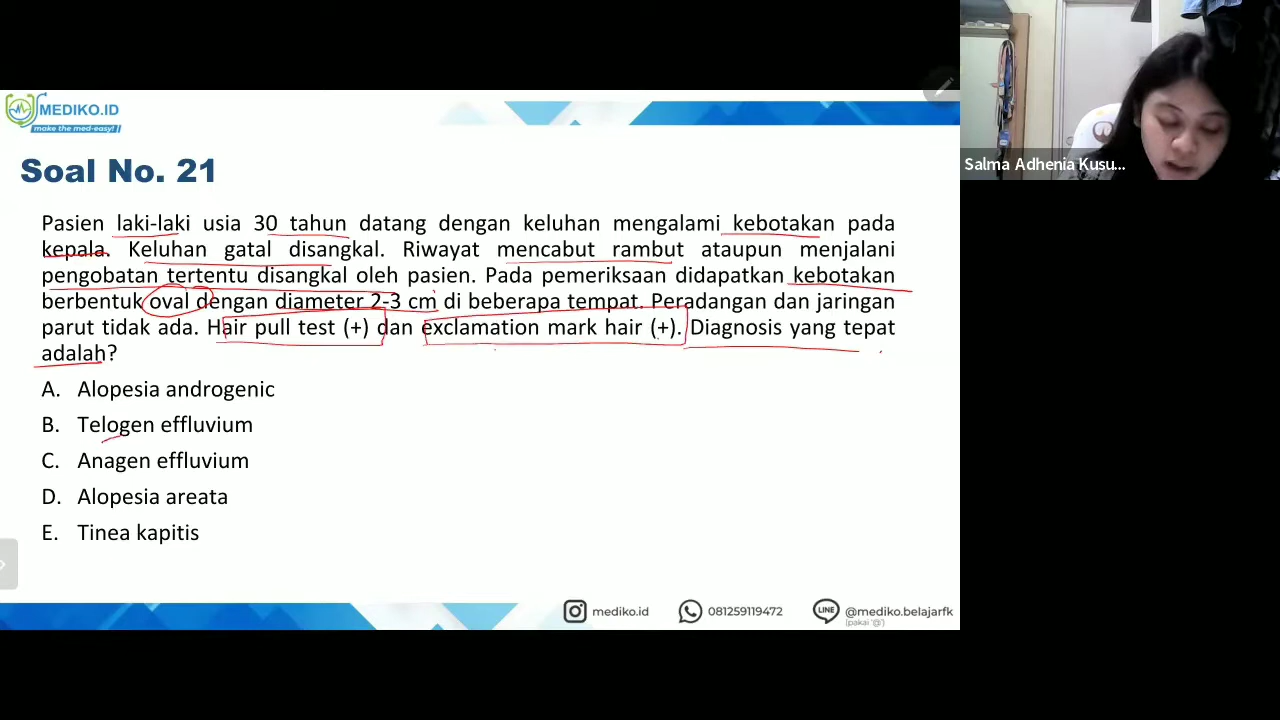 MEDIKO.ID
make the med-easy!
Soal No. 21
Pasien laki-laki usia 30 tahun datang dengan keluhan mengalami kebotakan pada
kepala. Keluhan gatal disangkal. Riwayat mencabut rambut ataupun menjalani
pengobatan tertentu disangkal oleh pasien. Pada pemeriksaan didapatkan kebotakan
berbentuk oval dengan diameter 2-3 cm di beberapa tempat. Peradangan dan jaringan
parut tidak ada. Hair pull test (+) dan exclamation mark hair (+). Diagnosis yang tepat
adalah?
A. Alopesia androgenic
B. Telogen effluvium
C. Anagen effluvium
D. Alopesia areata
E. Tinea kapitis
mediko.id
081259119472
LINE
@mediko.belajarfk
(pakai '@')
Salma Adhenia Kusu...